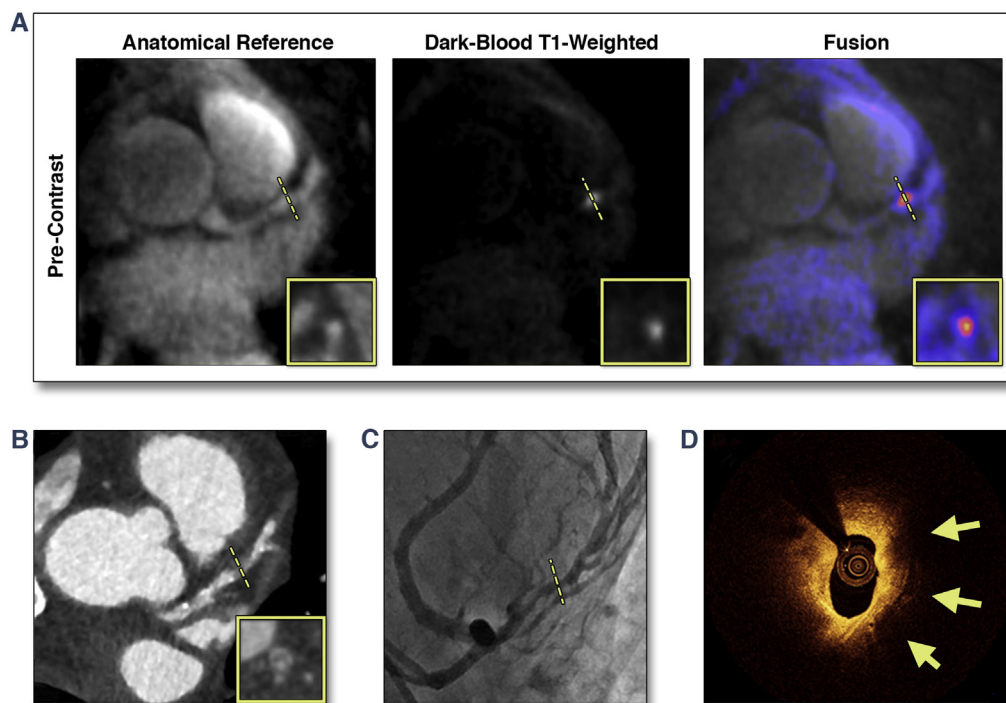 A
Anatomical Reference
Dark-Blood T1-Weighted
Fusion
Pre-Contrast
B
C
D